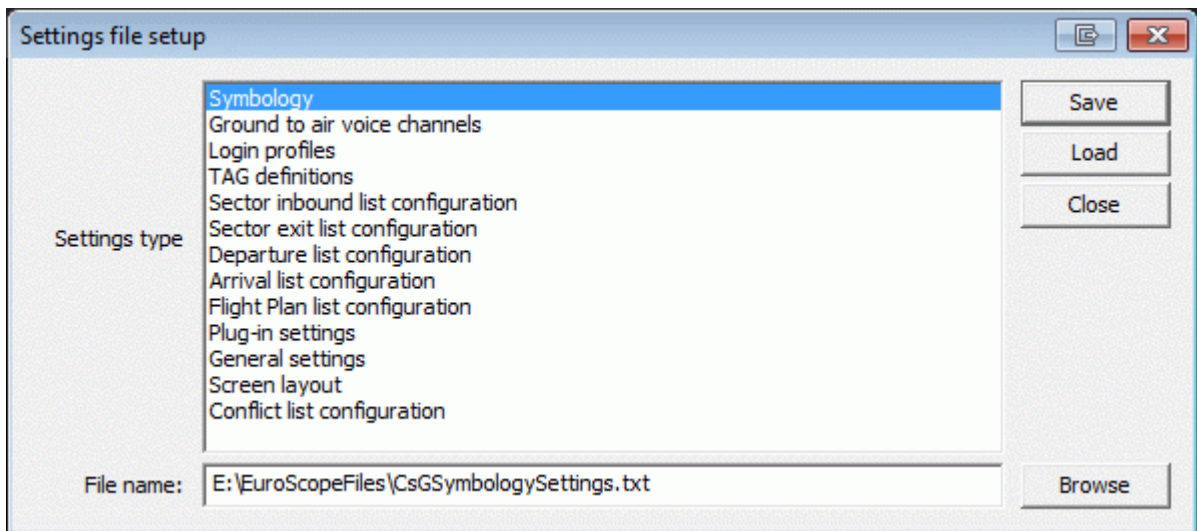 Settings file setup
Symbology
Ground to air voice channels
Login profiles
TAG definitions
Sector inbound list configuration
Sector exit list configuration
Departure list configuration
Arrival list configuration
Flight Plan list configuration
Plug-in settings
General settings
Screen layout
Conflict list configuration
Settings type
Save
Load
Close
File name:
E:\EuroScopeFiles\CsGSymbologySettings.txt
Browse